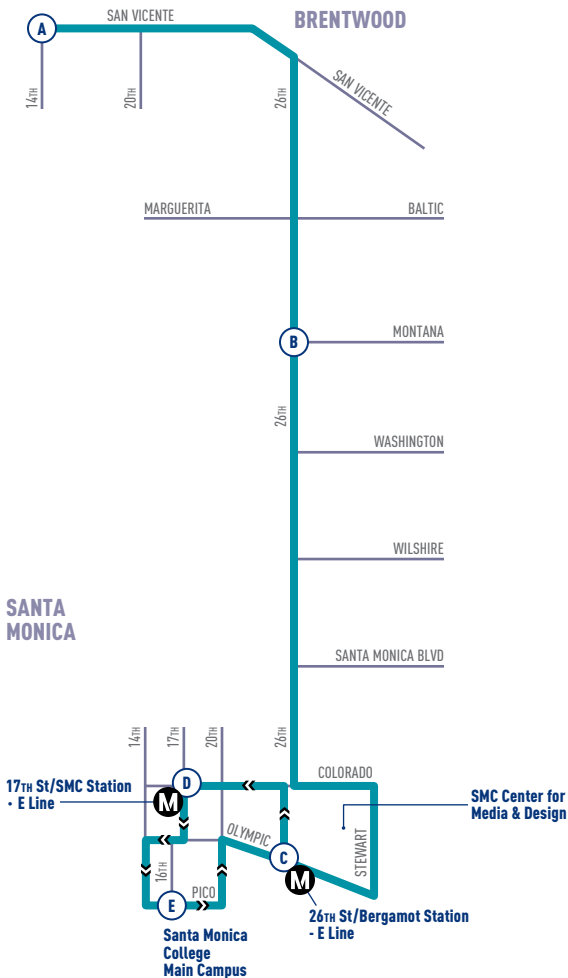 SAN VICENTE
BRENTWOOD
A
14TH
20TH
26TH
SAN VICENTE
MARGUERITA
BALTIC
B
MONTANA
26TH
WASHINGTON
WILSHIRE
SANTA
MONICA
SANTA MONICA BLVD
14TH
17TH
20TH
26TH
COLORADO
D
17TH St/SMC Station
- E Line
M
SMC Center for
Media & Design
OLYMPIC
STEWART
C
16TH
M
PICO
E
26TH St/Bergamot Station
- E Line
Santa Monica
College
Main Campus